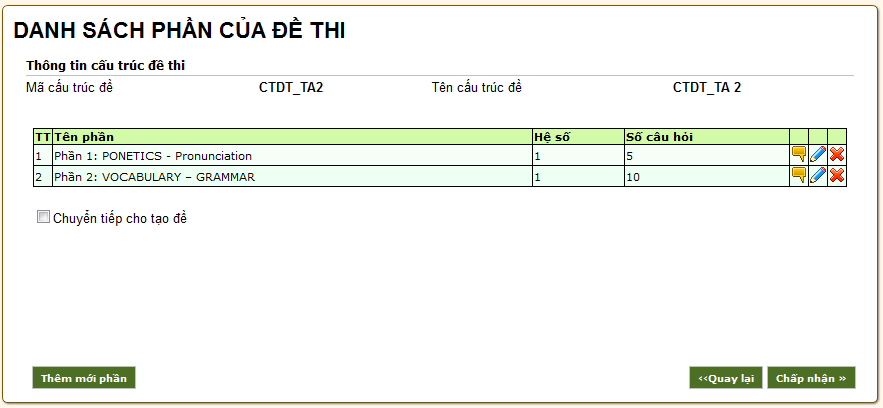 DANH SÁCH PHẦN CỦA ĐỀ THI
Thông tin cấu trúc đề thi
Mã cấu trúc đề CTDT_TA2 Tên cấu trúc đề CTDT_TA 2
TT Tên phần Hệ số Số câu hỏi
1 Phần 1: PONETICS - Pronunciation 1 5
2 Phần 2: VOCABULARY – GRAMMAR 1 10
Chuyển tiếp cho tạo đề
Thêm mới phần ‹‹Quay lại Chấp nhận »